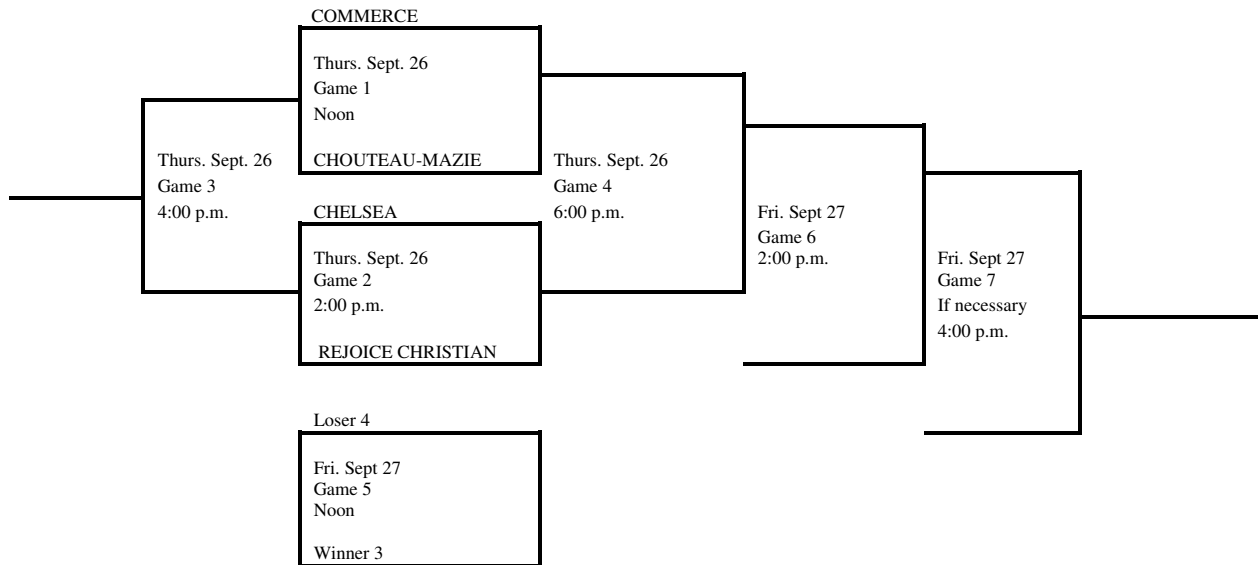 COMMERCE
Thurs. Sept. 26
Game 1
Noon
CHOUTEAU-MAZIE
Thurs. Sept. 26
Game 3
4:00 p.m.
CHELSEA
Thurs. Sept. 26
Game 2
2:00 p.m.
REJOICE CHRISTIAN
Thurs. Sept. 26
Game 4
6:00 p.m.
Fri. Sept 27
Game 6
2:00 p.m.
Fri. Sept 27
Game 7
If necessary
4:00 p.m.
Loser 4
Fri. Sept 27
Game 5
Noon
Winner 3